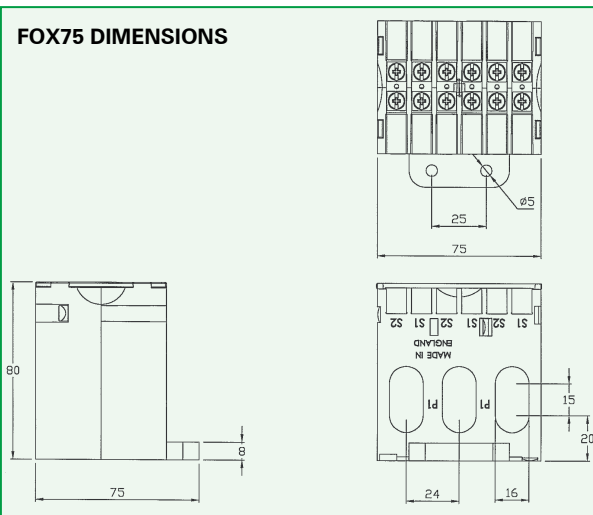 FOX75 DIMENSIONS
ø5
25
75
80
8
75
S2 S1 S2 S1 S2 S1
MADE IN
ENGLAND
P1 P1
15
20
24
16